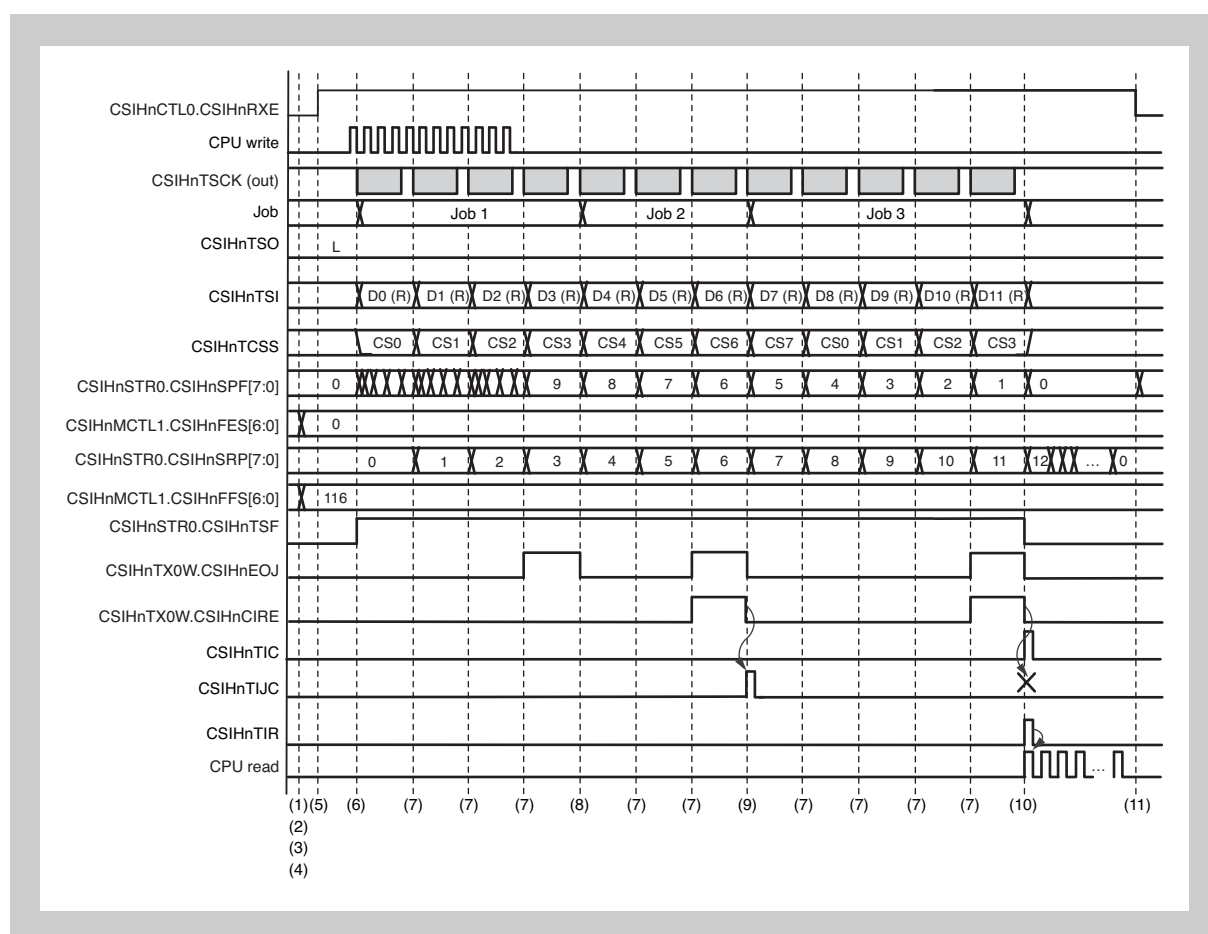 CSIHnCTL0.CSIHnRXE
CPU write
CSIHnTSCK (out)
Job Job 1 Job 2 Job 3
CSIHnTSO L
CSIHnTSI D0 (R) D1 (R) D2 (R) D3 (R) D4 (R) D5 (R) D6 (R) D7 (R) D8 (R) D9 (R) D10 (R) D11 (R
CSIHnTCSS CS0 CS1 CS2 CS3 CS4 CS5 CS6 CS7 CS0 CS1 CS2 CS3
CSIHnSTR0.CSIHnSPF[7:0] 0 9 8 7 6 5 4 3 2 1 0
CSIHnMCTL1.CSIHnFES[6:0] 0
CSIHnSTR0.CSIHnSRP[7:0] 0 1 2 3 4 5 6 7 8 9 10 11 12 ... 0
CSIHnMCTL1.CSIHnFFS[6:0] 116
CSIHnSTR0.CSIHnTSF
CSIHnTX0W.CSIHnEOJ
CSIHnTX0W.CSIHnCIRE
CSIHnTIC
CSIHnTIJC
CSIHnTIR
CPU read ...
(1)(5) (6) (7) (7) (7) (8) (7) (7) (9) (7) (7) (7) (7) (10) (11)
(2)
(3)
(4)